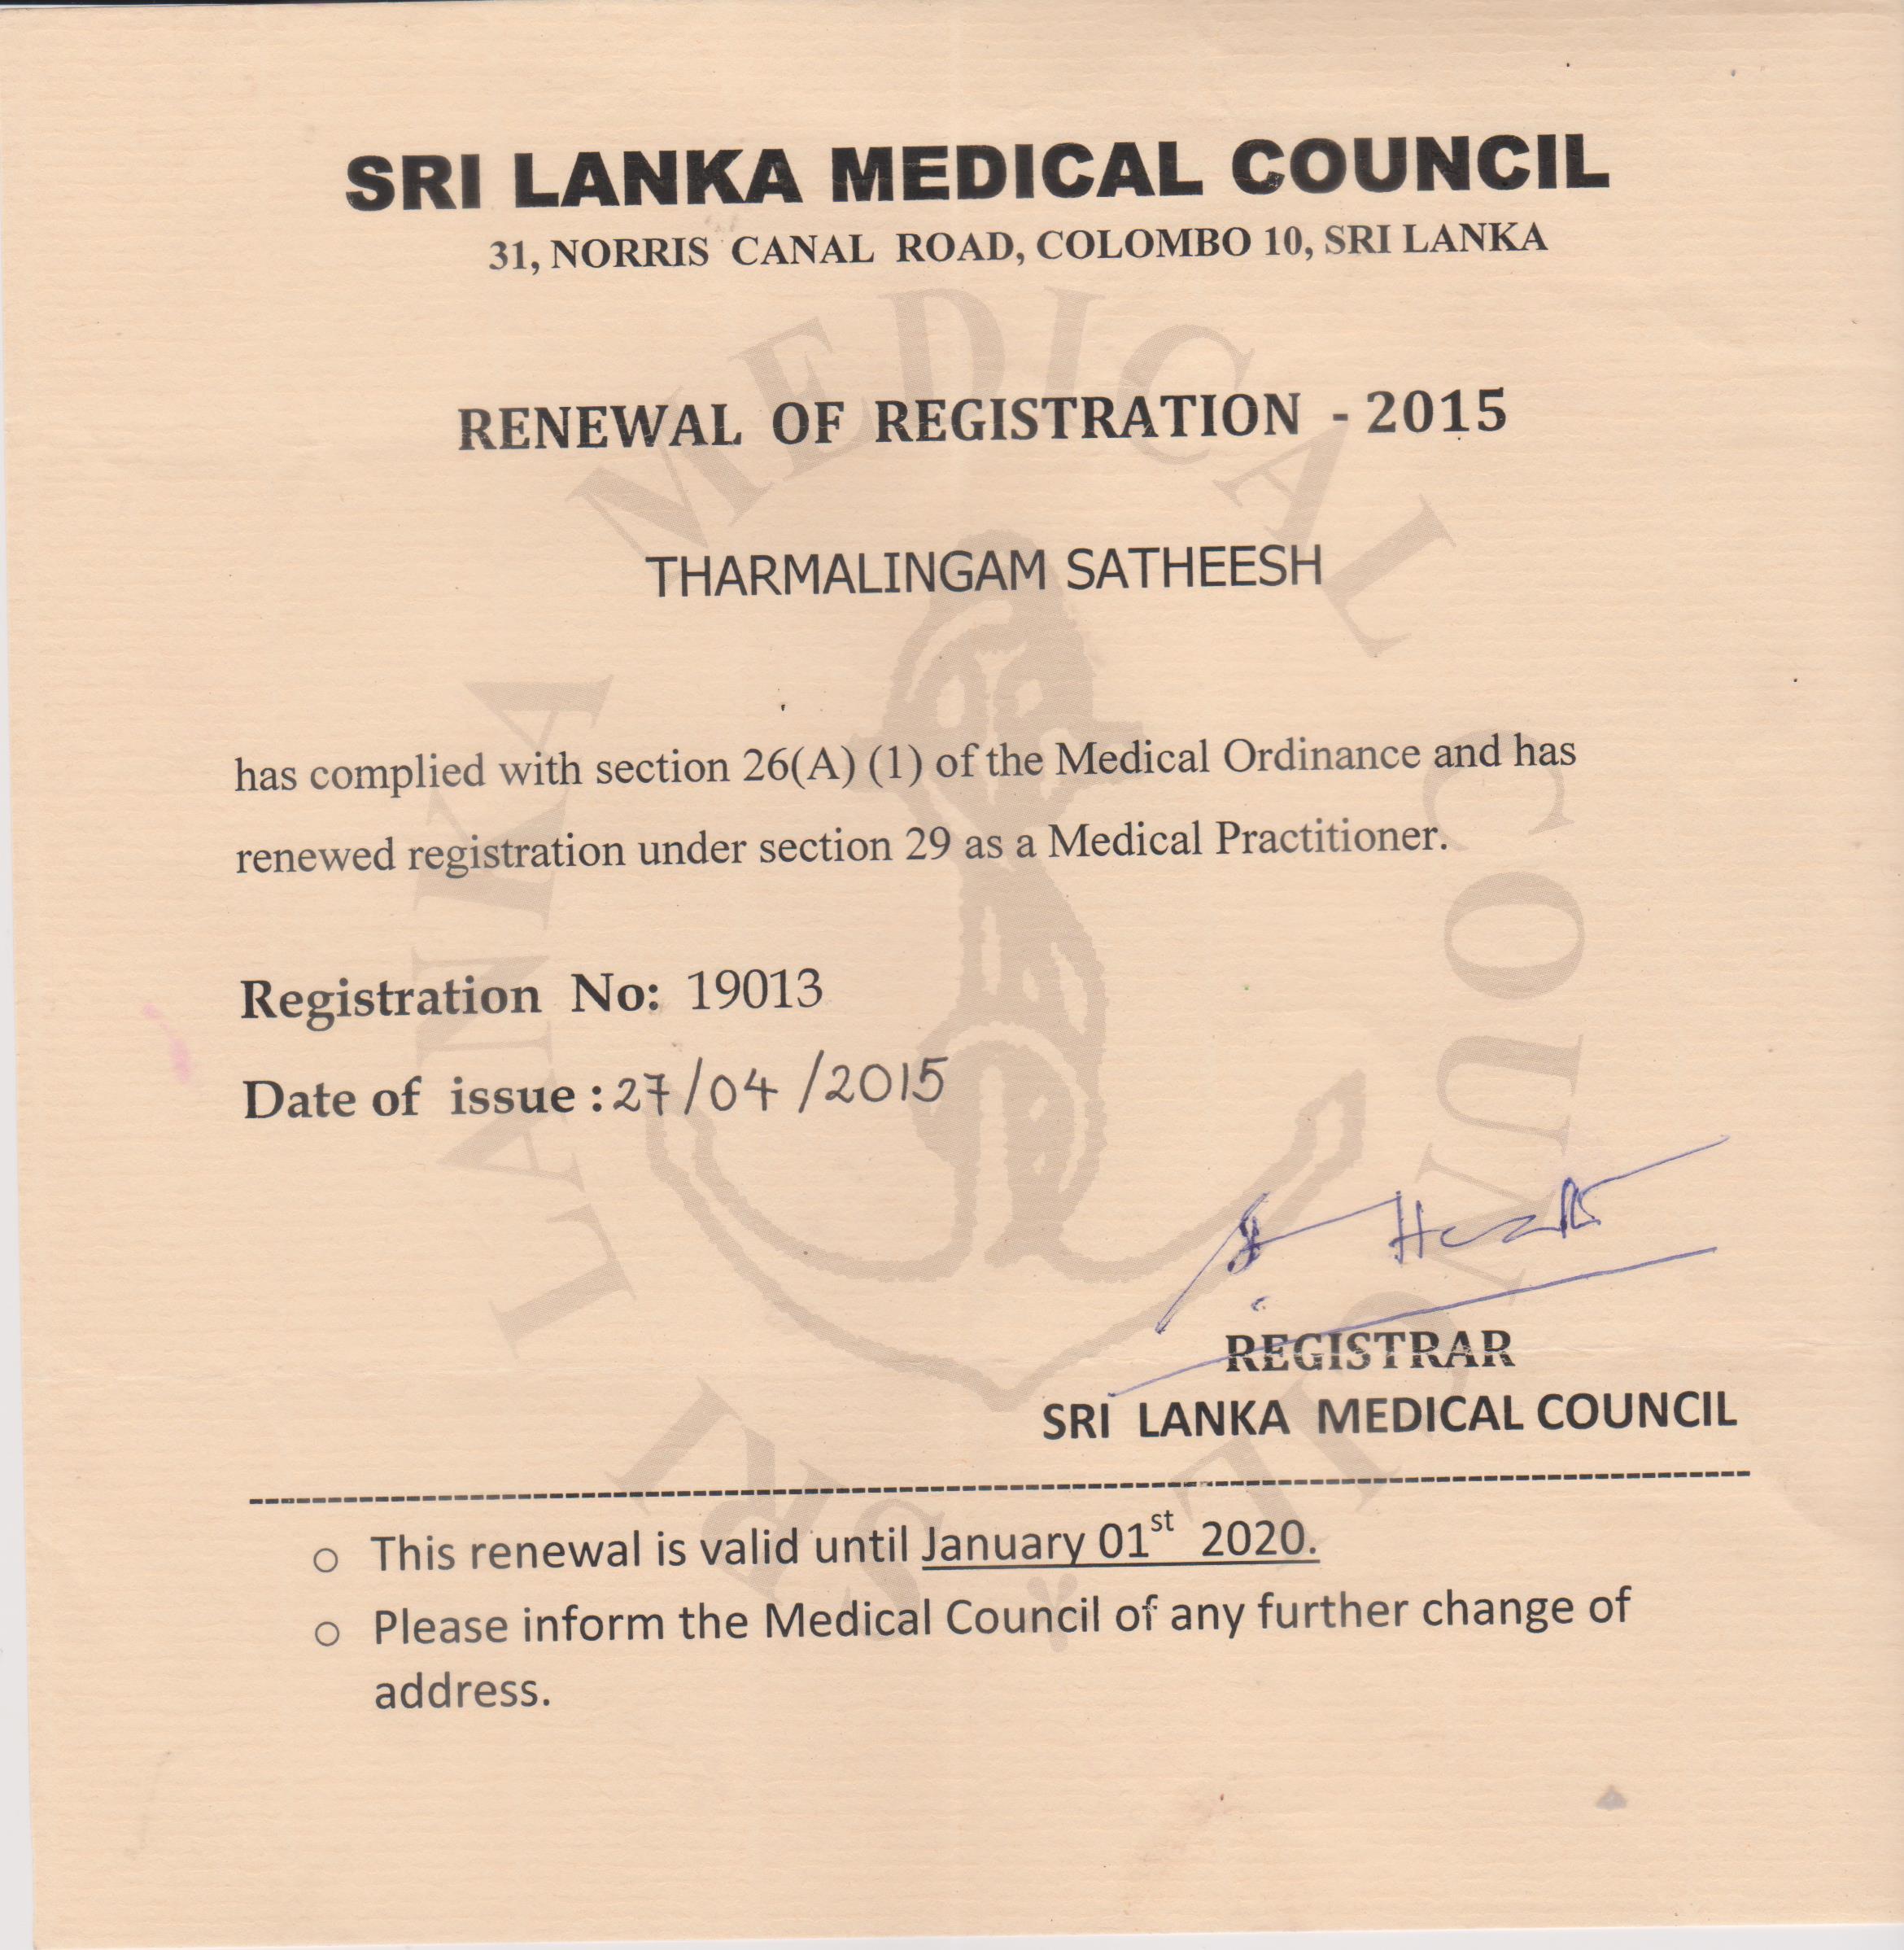 SRI LANKA MEDICAL COUNCIL
31, NORRIS CANAL ROAD, COLOMBO 10, SRI LANKA
RENEWAL OF REGISTRATION - 2015
THARMALINGAM SATHEESH
has complied with section 26(A) (1) of the Medical Ordinance and has
renewed registration under section 29 as a Medical Practitioner.
Registration No: 19013
Date of issue : 27/04/2015
REGISTRAR
SRI LANKA MEDICAL COUNCIL
--------------------------------------------------------------------------------
o This renewal is valid until January 01st 2020.
o Please inform the Medical Council of any further change of
address.
SRI LANKA MEDICAL COUNCIL